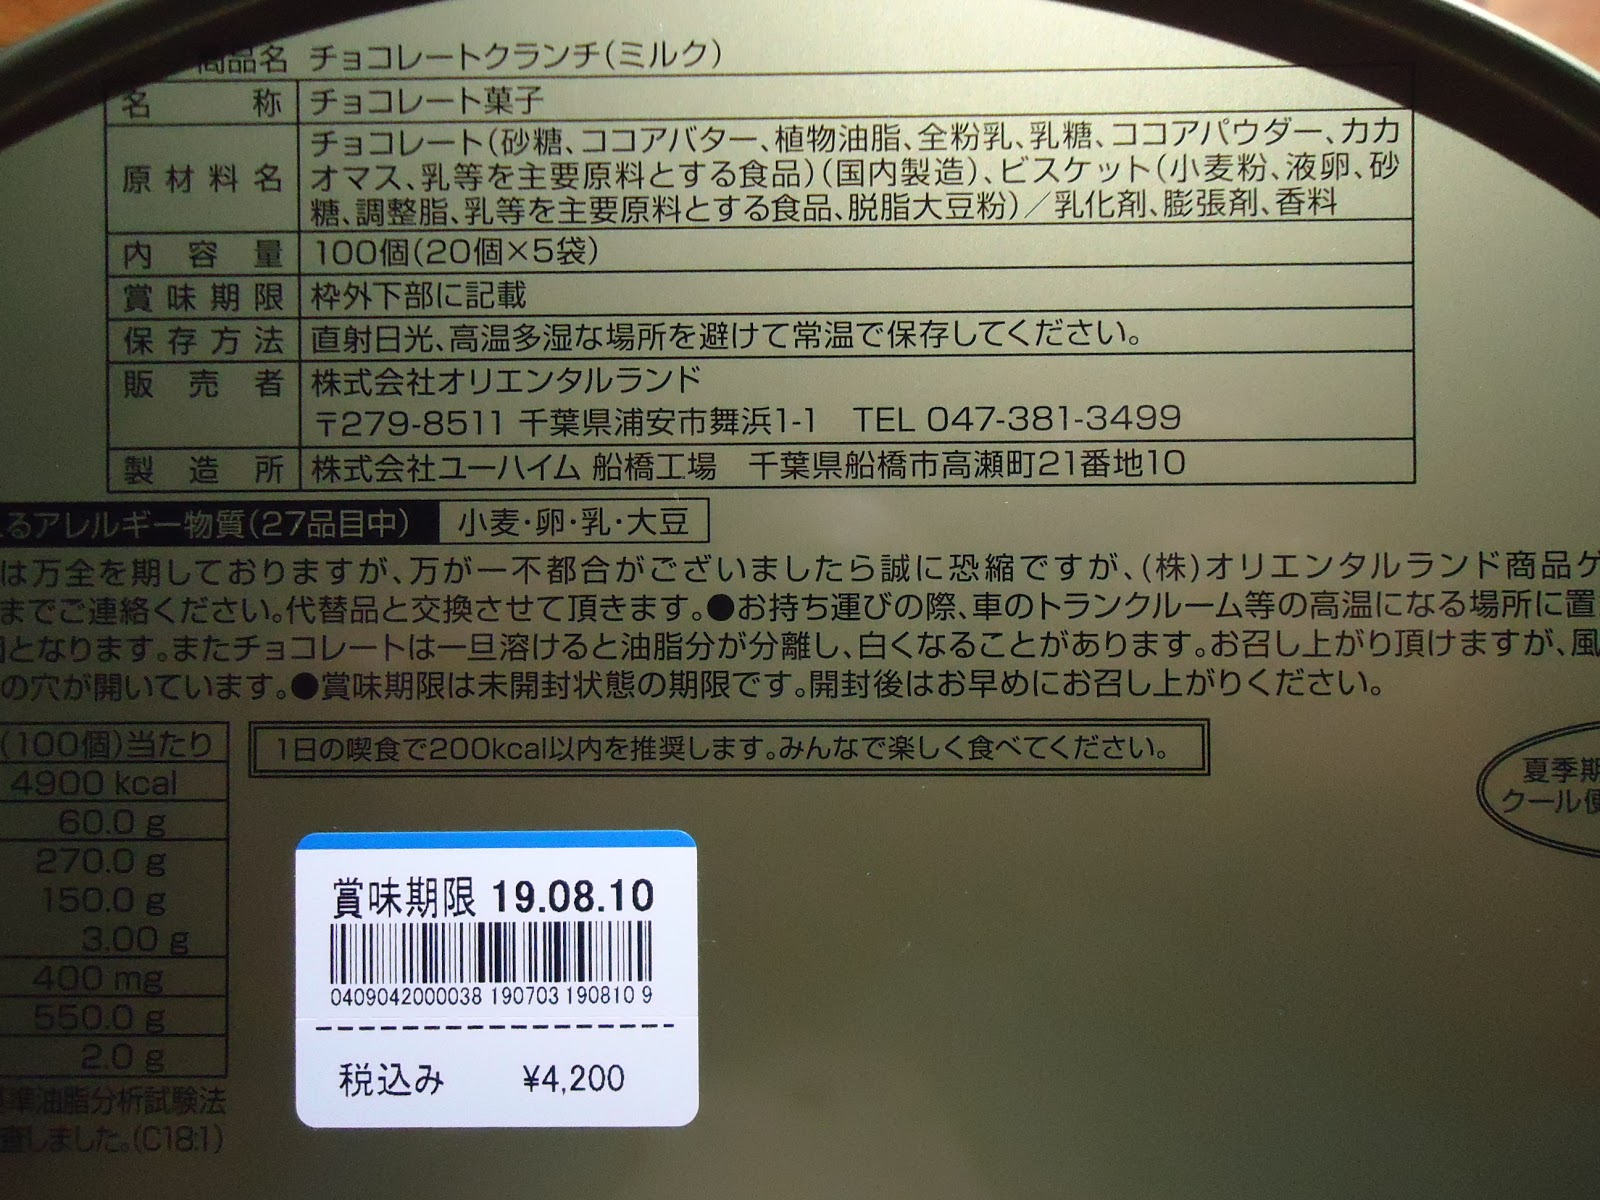 商品名 チョコレートクランチ(ミルク)
名称 チョコレート菓子
原材料名 チョコレート(砂糖、ココアバター、植物油脂、全粉乳、乳糖、ココアパウダー、カカ
オマス、乳等を主要原料とする食品)(国内製造)、ビスケット(小麦粉、液卵、砂
糖、調整脂、乳等を主要原料とする食品、脱脂大豆粉)/乳化剤、膨張剤、香料
内容量 100個(20個×5袋)
賞味期限 枠外下部に記載
保存方法 直射日光、高温多湿な場所を避けて常温で保存してください。
販売者 株式会社オリエンタルランド
〒279-8511 千葉県浦安市舞浜1-1 TEL 047-381-3499
製造所 株式会社ユーハイム 船橋工場 千葉県船橋市高瀬町21番地10
るアレルギー物質(27品目中) 小麦・卵・乳・大豆
は万全を期しておりますが、万が一不都合がございましたら誠に恐縮ですが、(株)オリエンタルランド商品ゲ
までご連絡ください。代替品と交換させて頂きます。●お持ち運びの際、車のトランクルーム等の高温になる場所に置
となります。またチョコレートは一旦溶けると油脂分が分離し、白くなることがあります。お召し上がり頂けますが、風
の穴が開いています。●賞味期限は未開封状態の期限です。開封後はお早めにお召し上がりください。
(100個)当たり
4900 kcal
60.0 g
270.0 g
150.0 g
3.00 g
400 mg
550.0 g
2.0 g
準油脂分析試験法
査しました。(C18:1)
1日の喫食で200kcal以内を推奨します。みんなで楽しく食べてください。
夏季期
クール便
賞味期限 19.08.10
0409042000038 190703 190810 9
税込み ¥4,200